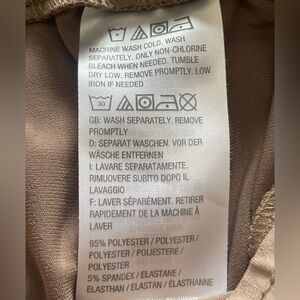 MACHINE WASH COLD. WASH
SEPARATELY. ONLY NON-CHLORINE
BLEACH WHEN NEEDED. TUMBLE
DRY LOW. REMOVE PROMPTLY. LOW
IRON IF NEEDED
30
GB: WASH SEPARATELY. REMOVE
PROMPTLY
D: SEPARAT WASCHEN. VOR DER
WÄSCHE ENTFERNEN
I: LAVARE SEPARATAMENTE.
RIMUOVERE SUBITO DOPO IL
LAVAGGIO
F: LAVER SÉPARÉMENT. RETIRER
RAPIDEMENT DE LA MACHINE À
LAVER
95% POLYESTER / POLYESTER /
POLYESTER / POLIESTERE /
POLYESTER
5% SPANDEX / ELASTANE /
ELASTHAN / ELASTAN / ÉLASTHANNE